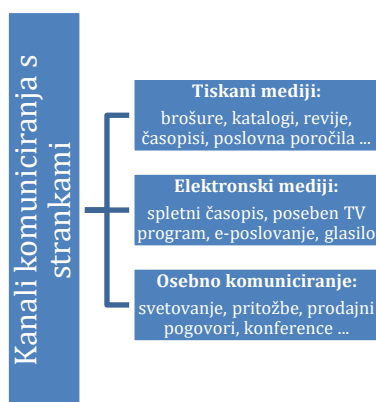 Kanali komuniciranja s
strankami
Tiskani mediji:
brošure, katalogi, revije,
časopisi, poslovna poročila ...
Elektronski mediji:
spletni časopis, poseben TV
program, e-poslovanje, glasilo
Osebno komuniciranje:
svetovanje, pritožbe, prodajni
pogovori, konference ...